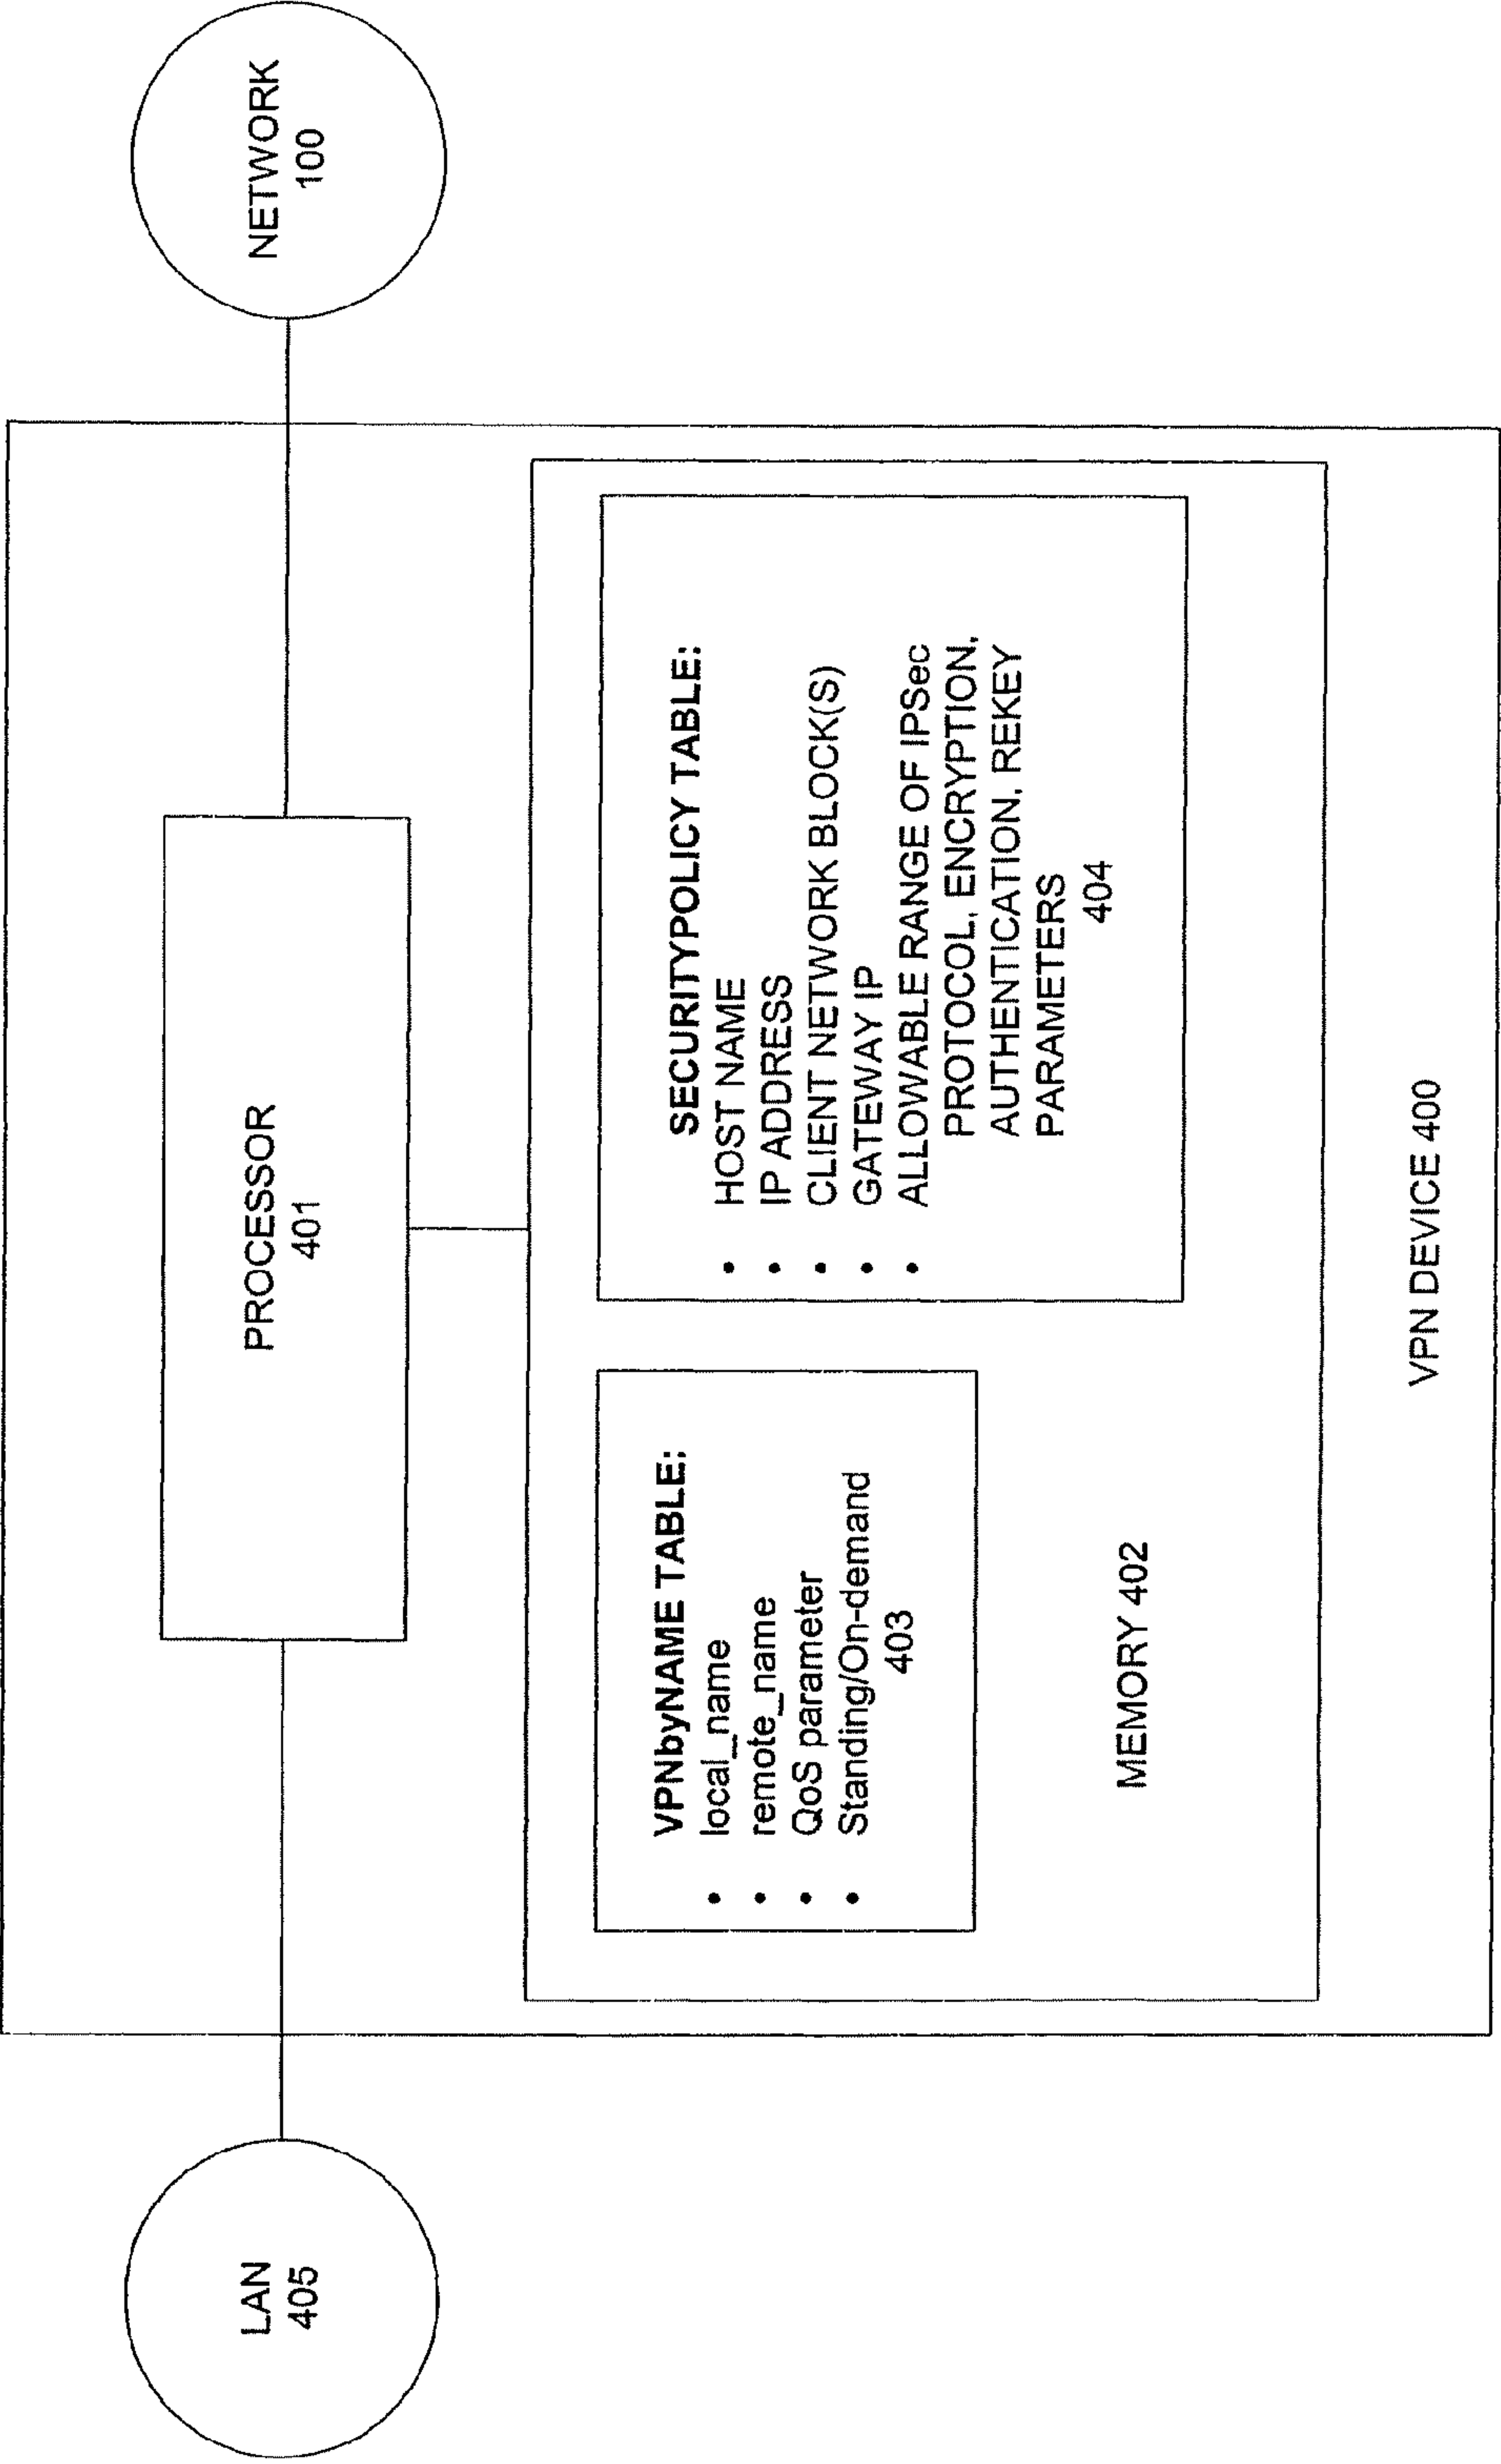 LAN
405
PROCESSOR
401
NETWORK
100
VPNbyNAME TABLE:
• local_name
• remote_name
• QoS parameter
• Standing/On-demand
403
SECURITYPOLICY TABLE:
• HOST NAME
• IP ADDRESS
• CLIENT NETWORK BLOCK(S)
• GATEWAY IP
• ALLOWABLE RANGE OF IPSec
PROTOCOL, ENCRYPTION,
AUTHENTICATION, REKEY
PARAMETERS
404
MEMORY 402
VPN DEVICE 400